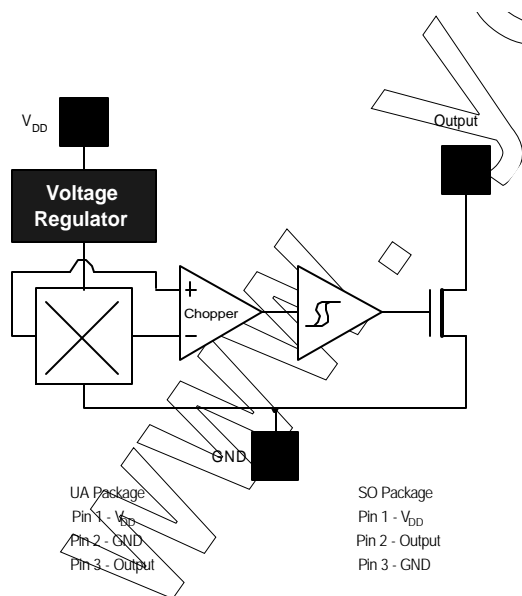 V_DD
Output
Voltage
Regulator
+
Chopper
−
GND
UA Package
Pin 1 - V_DD
Pin 2 - GND
Pin 3 - Output
SO Package
Pin 1 - V_DD
Pin 2 - Output
Pin 3 - GND